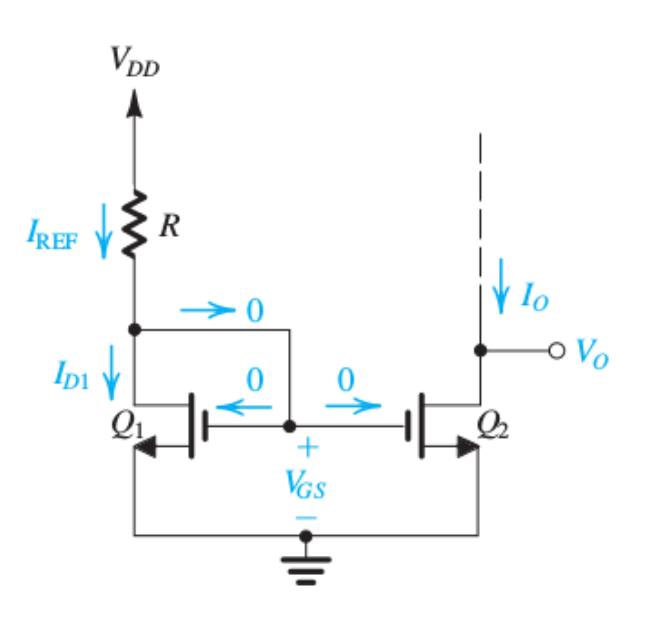 V_DD
I_REF
R
0
I_O
V_O
I_D1
0
0
Q_1
Q_2
+
V_GS
−